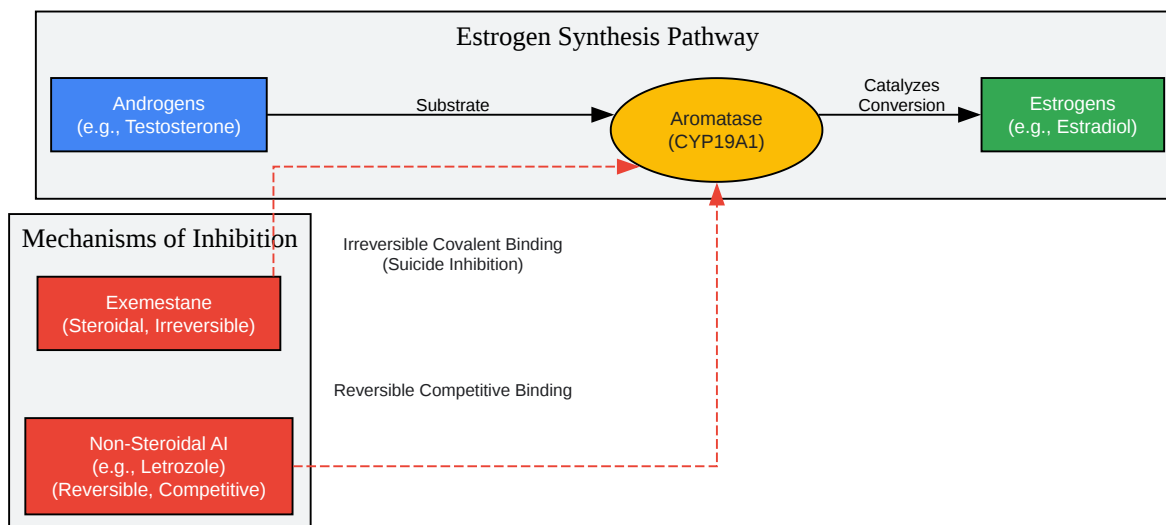 Estrogen Synthesis Pathway
Androgens
(e.g., Testosterone)
Substrate
Aromatase
(CYP19A1)
Catalyzes
Conversion
Estrogens
(e.g., Estradiol)
Mechanisms of Inhibition
Exemestane
(Steroidal, Irreversible)
Irreversible Covalent Binding
(Suicide Inhibition)
Reversible Competitive Binding
Non-Steroidal AI
(e.g., Letrozole)
(Reversible, Competitive)